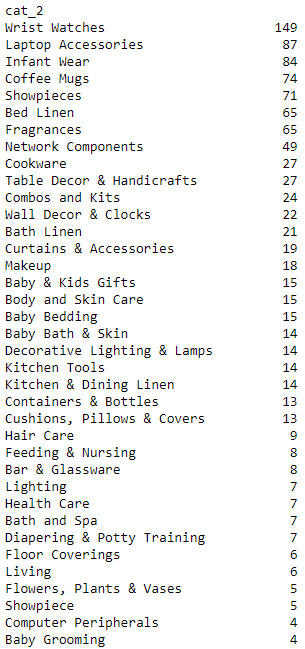 cat_2
Wrist Watches 149
Laptop Accessories 87
Infant Wear 84
Coffee Mugs 74
Showpieces 71
Bed Linen 65
Fragrances 65
Network Components 49
Cookware 27
Table Decor & Handicrafts 27
Combos and Kits 24
Wall Decor & Clocks 22
Bath Linen 21
Curtains & Accessories 19
Makeup 18
Baby & Kids Gifts 15
Body and Skin Care 15
Baby Bedding 15
Baby Bath & Skin 14
Decorative Lighting & Lamps 14
Kitchen Tools 14
Kitchen & Dining Linen 14
Containers & Bottles 13
Cushions, Pillows & Covers 13
Hair Care 9
Feeding & Nursing 8
Bar & Glassware 8
Lighting 7
Health Care 7
Bath and Spa 7
Diapering & Potty Training 7
Floor Coverings 6
Living 6
Flowers, Plants & Vases 5
Showpiece 5
Computer Peripherals 4
Baby Grooming 4